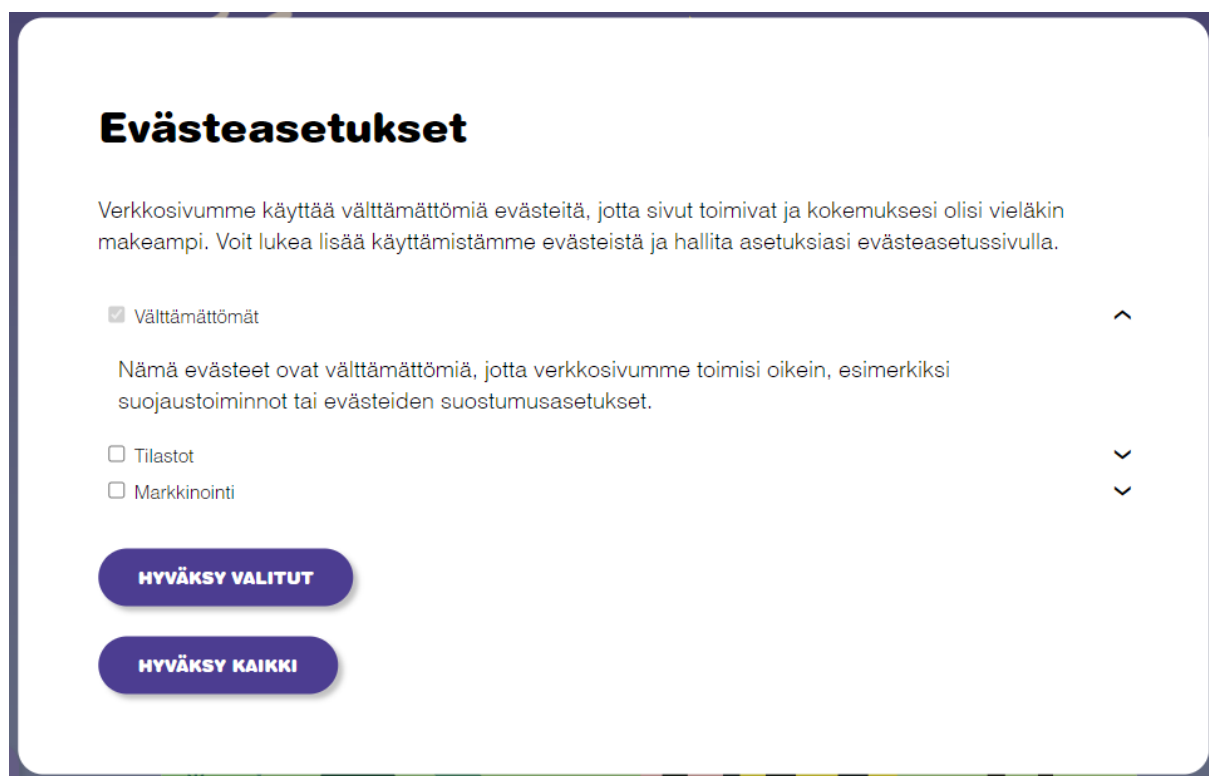 Evästeasetukset
Verkkosivumme käyttää välttämättömiä evästeitä, jotta sivut toimivat ja kokemuksesi olisi vieläkin
makeampi. Voit lukea lisää käyttämistämme evästeistä ja hallita asetuksiasi evästeasetussivulla.
Välttämättömät
Nämä evästeet ovat välttämättömiä, jotta verkkosivumme toimisi oikein, esimerkiksi
suojaustoiminnot tai evästeiden suostumusasetukset.
Tilastot
Markkinointi
HYVÄKSY VALITUT
HYVÄKSY KAIKKI